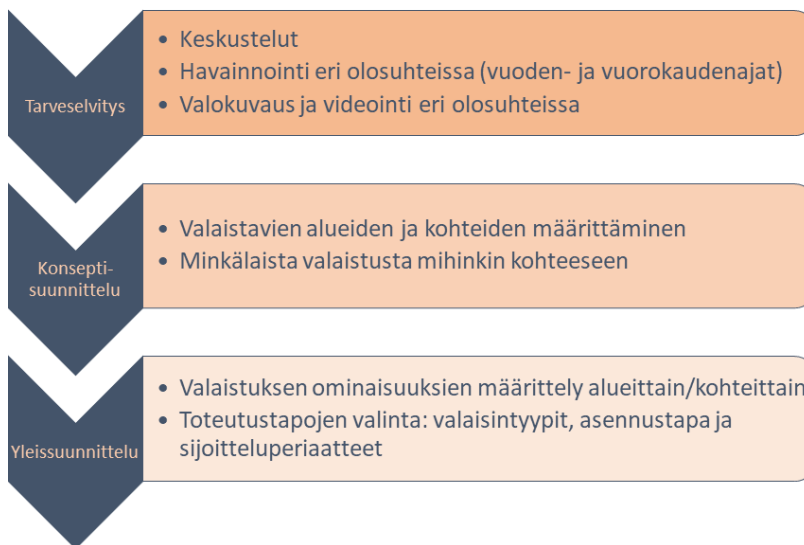 Tarveselvitys
• Keskustelut
• Havainnointi eri olosuhteissa (vuoden- ja vuorokaudenajat)
• Valokuvaus ja videointi eri olosuhteissa
Konsepti-
suunnittelu
• Valaistavien alueiden ja kohteiden määrittäminen
• Minkälaista valaistusta mihinkin kohteeseen
Yleissuunnittelu
• Valaistuksen ominaisuuksien määrittely alueittain/kohteittain
• Toteutustapojen valinta: valaisintyypit, asennustapa ja
sijoitteluperiaatteet